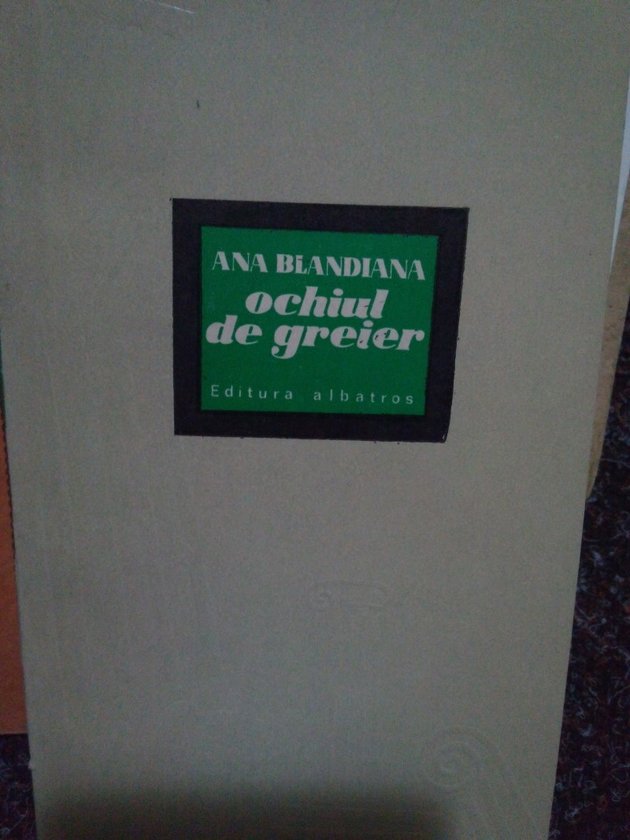 ANA BLANDIANA
ochiul
de greier
Editura albatros